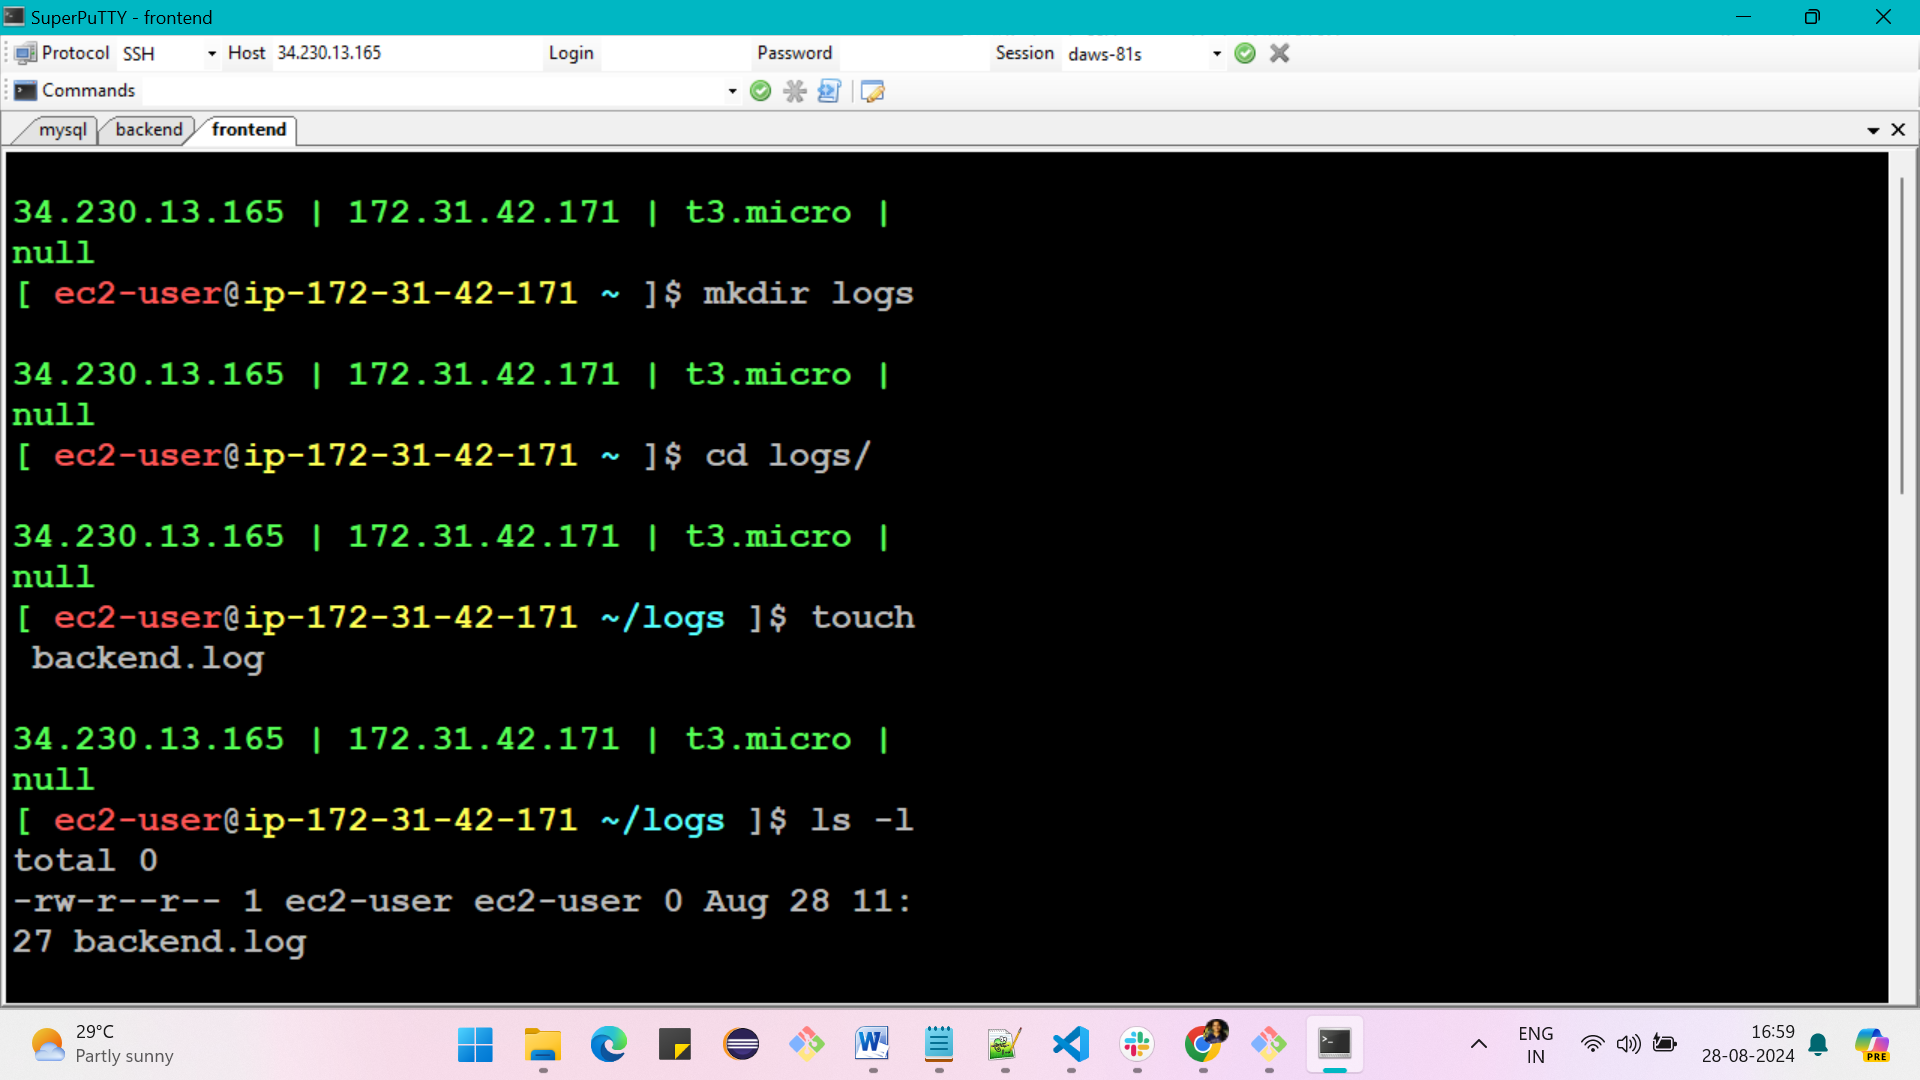 SuperPuTTY - frontend
Protocol SSH Host 34.230.13.165 Login Password Session daws-81s
Commands
mysql backend frontend
34.230.13.165 | 172.31.42.171 | t3.micro |
null
[ ec2-user@ip-172-31-42-171 ~ ]$ mkdir logs
34.230.13.165 | 172.31.42.171 | t3.micro |
null
[ ec2-user@ip-172-31-42-171 ~ ]$ cd logs/
34.230.13.165 | 172.31.42.171 | t3.micro |
null
[ ec2-user@ip-172-31-42-171 ~/logs ]$ touch
backend.log
34.230.13.165 | 172.31.42.171 | t3.micro |
null
[ ec2-user@ip-172-31-42-171 ~/logs ]$ ls -l
total 0
-rw-r--r-- 1 ec2-user ec2-user 0 Aug 28 11:
27 backend.log
29°C
Partly sunny
ENG
IN
16:59
28-08-2024
PRE